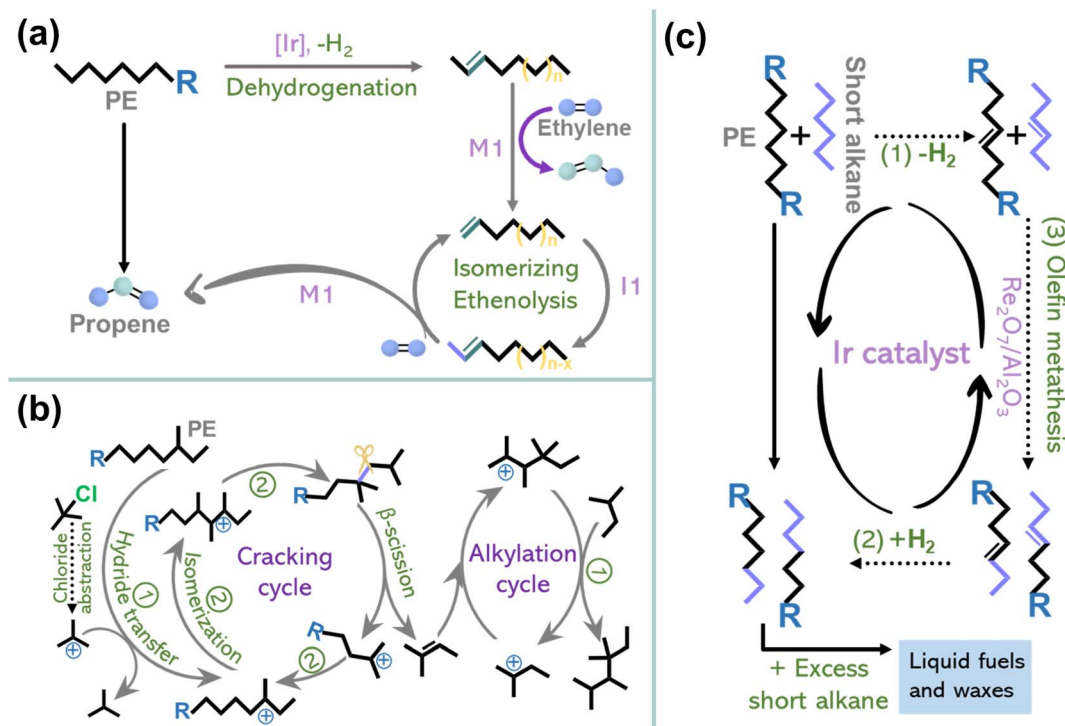 (a)
[Ir], -H₂
R
PE
Dehydrogenation
n
Ethylene
M1
n
Isomerizing
Ethenolysis
I1
M1
Propene
n-x
(b)
PE
R
Cl
Chloride
abstraction
Hydride transfer
①
②
R
⊕
②
Isomerization
Cracking
cycle
R
β-scission
R
⊕
②
R
⊕
⊕
⊕
Alkylation
cycle
①
⊕
(c)
R
PE
+
Short alkane
R
(1) -H₂
R
+
R
(3) Olefin metathesis
Re₂O₇/Al₂O₃
Ir catalyst
R
R
(2) +H₂
R
R
+ Excess
short alkane
Liquid fuels
and waxes